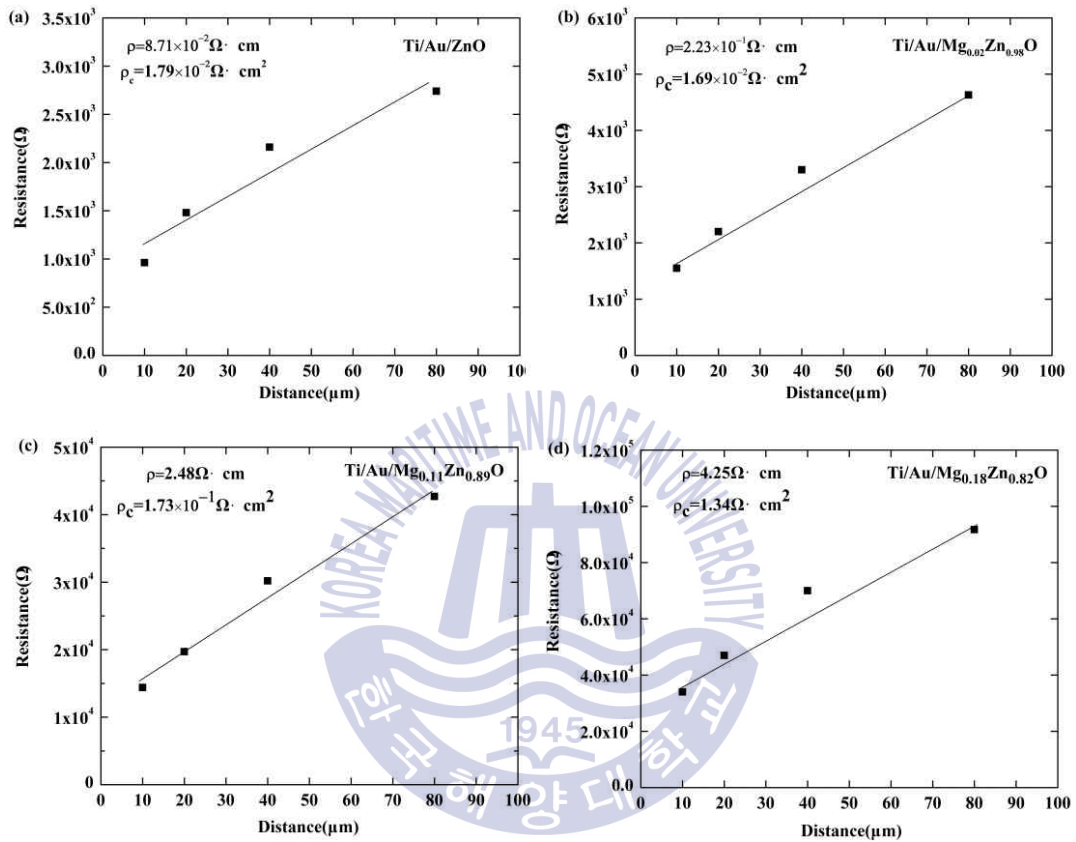 (a)
3.5x10³
3.0x10³
2.5x10³
2.0x10³
1.5x10³
1.0x10³
5.0x10²
0.0
Resistance(Ω)
ρ=8.71×10⁻²Ω· cm
ρc=1.79×10⁻²Ω· cm²
Ti/Au/ZnO
0 10 20 30 40 50 60 70 80 90 10
Distance(µm)
(b)
6x10³
5x10³
4x10³
3x10³
2x10³
1x10³
0
Resistance(Ω)
ρ=2.23×10⁻¹Ω· cm
ρc=1.69×10⁻²Ω· cm²
Ti/Au/Mg0.02Zn0.98O
0 10 20 30 40 50 60 70 80 90 100
Distance(µm)
(c)
5x10⁴
4x10⁴
3x10⁴
2x10⁴
1x10⁴
0
Resistance(Ω)
ρ=2.48Ω· cm
ρc=1.73×10⁻¹Ω· cm²
Ti/Au/Mg0.11Zn0.89O
0 10 20 30 40 50 60 70 80 90 100
Distance(µm)
(d)
1.2x10⁵
1.0x10⁵
8.0x10⁴
6.0x10⁴
4.0x10⁴
2.0x10⁴
0.0
Resistance(Ω)
ρ=4.25Ω· cm
ρc=1.34Ω· cm²
Ti/Au/Mg0.18Zn0.82O
0 10 20 30 40 50 60 70 80 90 100
Distance(µm)
KOREA MARITIME AND OCEAN UNIVERSITY
1945
한국해양대학교